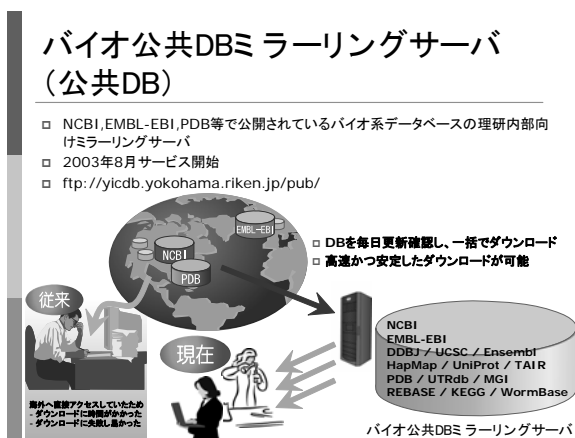 バイオ公共DBミラーリングサーバ
（公共DB）
NCBI,EMBL-EBI,PDB等で公開されているバイオ系データベースの理研内部向
けミラーリングサーバ
2003年8月サービス開始
ftp://yicdb.yokohama.riken.jp/pub/
EMBL-EBI
NCBI
PDB
DBを毎日更新確認し、一括でダウンロード
高速かつ安定したダウンロードが可能
従来
海外へ直接アクセスしていたため
- ダウンロードに時間がかかった
- ダウンロードに失敗し易かった
現在
NCBI
EMBL-EBI
DDBJ / UCSC / Ensembl
HapMap / UniProt / TAIR
PDB / UTRdb / MGI
REBASE / KEGG / WormBase
バイオ公共DBミラーリングサーバ